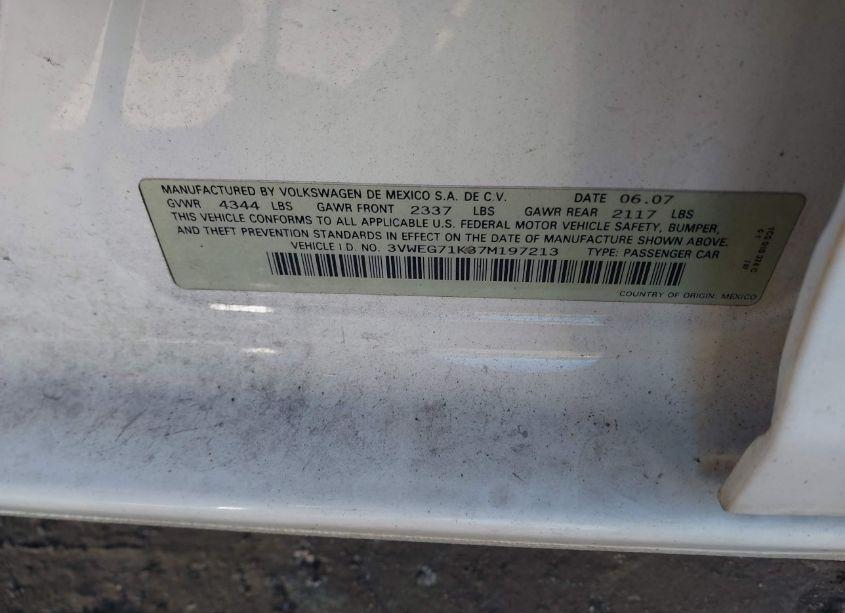 MANUFACTURED BY VOLKSWAGEN DE MEXICO S.A. DE C.V. DATE 06.07
GVWR 4344 LBS GAWR FRONT 2337 LBS GAWR REAR 2117 LBS
THIS VEHICLE CONFORMS TO ALL APPLICABLE U.S. FEDERAL MOTOR VEHICLE SAFETY, BUMPER,
AND THEFT PREVENTION STANDARDS IN EFFECT ON THE DATE OF MANUFACTURE SHOWN ABOVE.
VEHICLE I.D. NO. 3VWEG71K37M197213 TYPE: PASSENGER CAR
COUNTRY OF ORIGIN: MEXICO